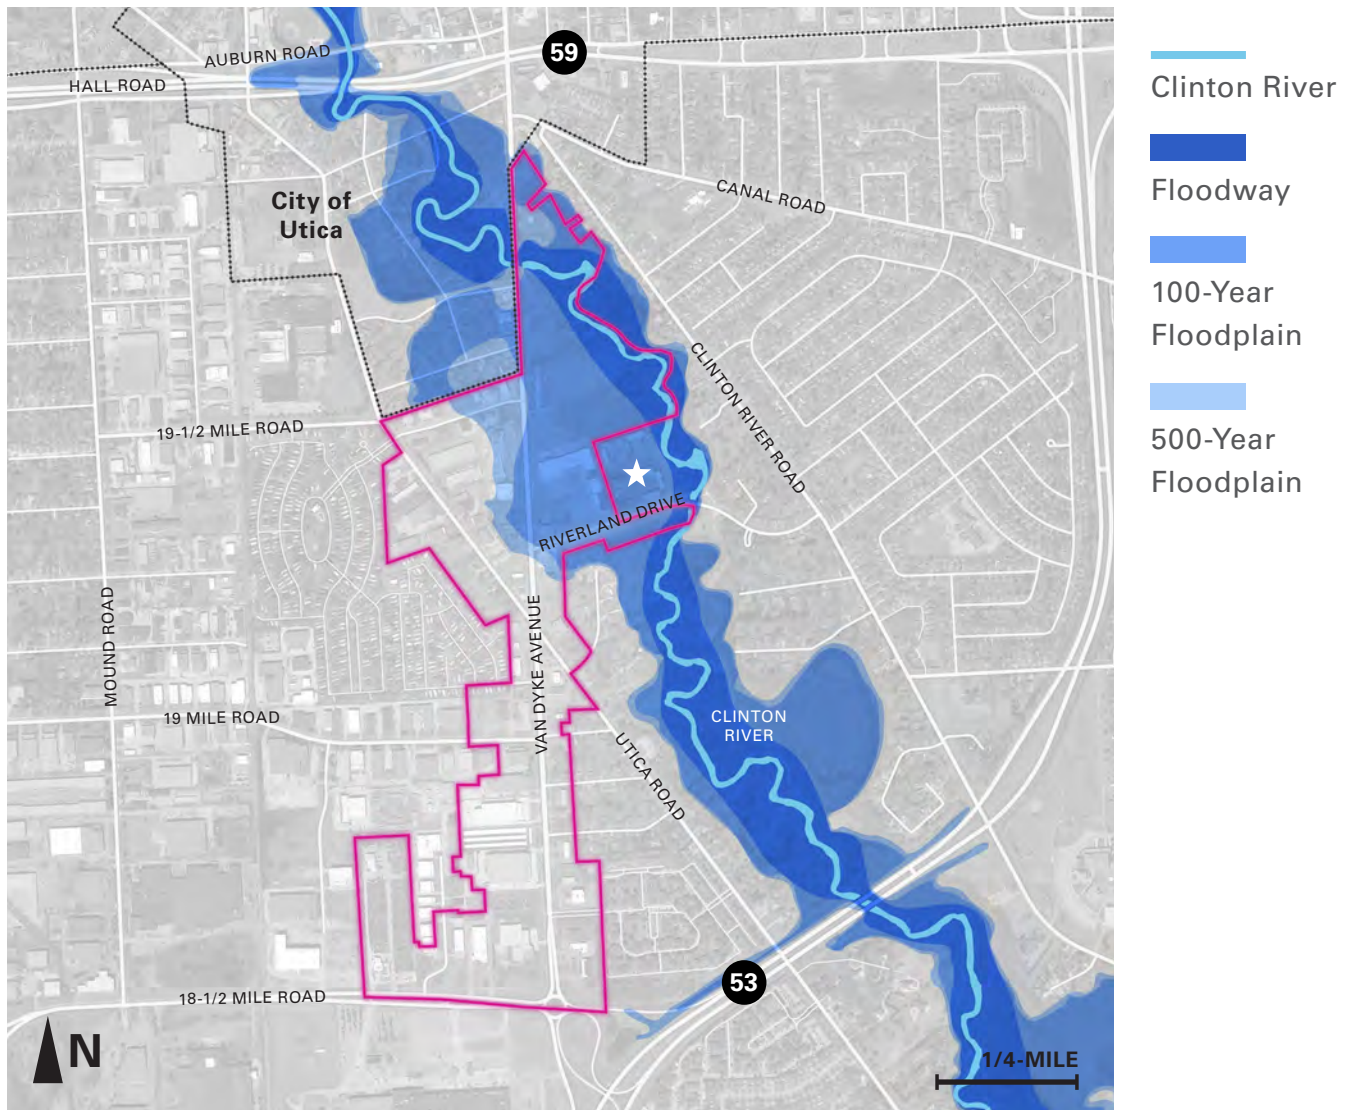 AUBURN ROAD
59
HALL ROAD
City of
Utica
CANAL ROAD
CLINTON RIVER ROAD
19-1/2 MILE ROAD
RIVERLAND DRIVE
MOUND ROAD
VAN DYKE AVENUE
19 MILE ROAD
CLINTON
RIVER
UTICA ROAD
53
18-1/2 MILE ROAD
N
1/4-MILE
Clinton River
Floodway
100-Year
Floodplain
500-Year
Floodplain